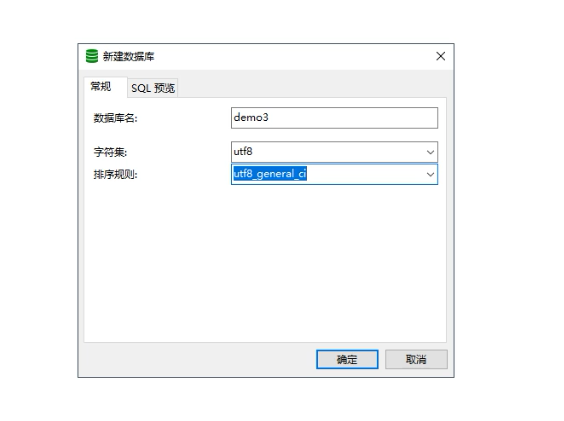 新建数据库
常规
SQL 预览
数据库名:
demo3
字符集:
utf8
排序规则:
utf8_general_ci
确定
取消